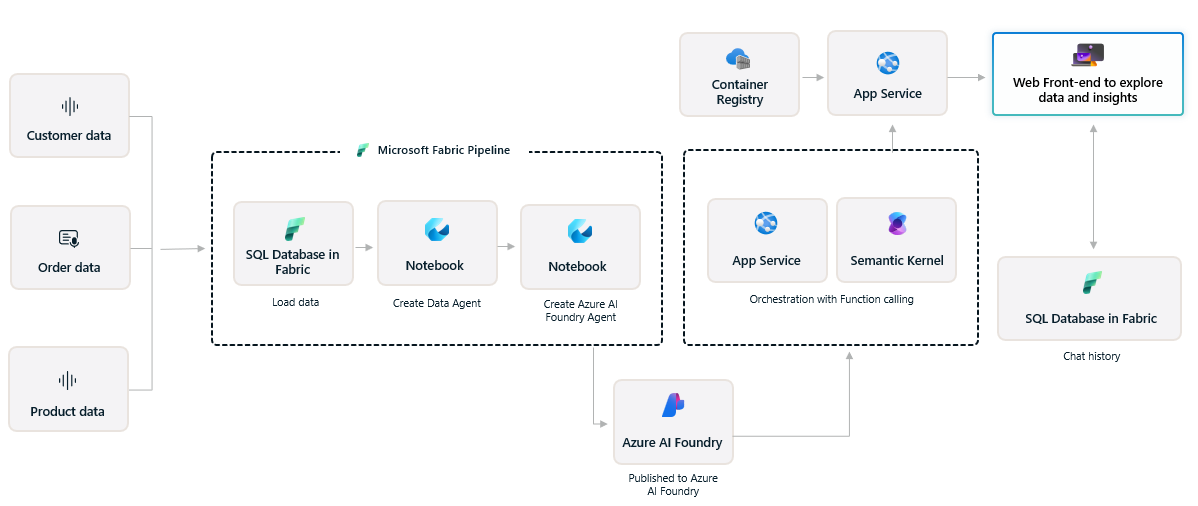 Customer data
Order data
Product data
Microsoft Fabric Pipeline
SQL Database in
Fabric
Load data
Notebook
Create Data Agent
Notebook
Create Azure AI
Foundry Agent
Azure AI Foundry
Published to Azure
AI Foundry
App Service
Semantic Kernel
Orchestration with Function calling
Container
Registry
App Service
Web Front-end to explore
data and insights
SQL Database in Fabric
Chat history